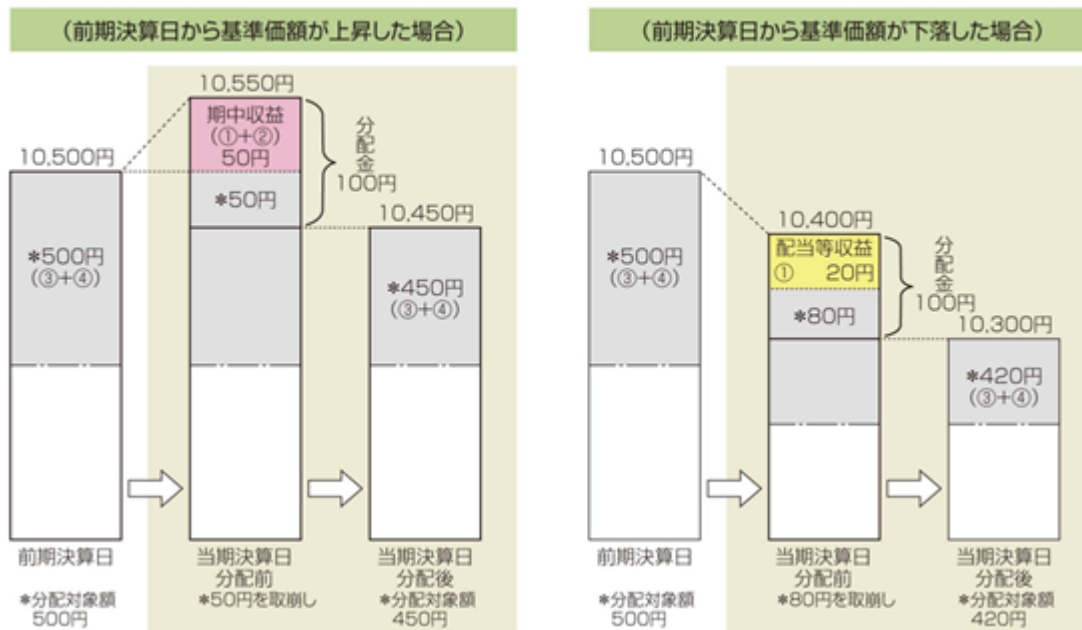 (前期決算日から基準価額が上昇した場合)
10,550円
期中収益
(①+②)
50円
*50円
分配金
100円
10,500円
*500円
(③+④)
10,450円
*450円
(③+④)
前期決算日
*分配対象額
500円
当期決算日
分配前
*50円を取崩し
当期決算日
分配後
*分配対象額
450円
(前期決算日から基準価額が下落した場合)
10,500円
*500円
(③+④)
10,400円
配当等収益
① 20円
*80円
分配金
100円
10,300円
*420円
(③+④)
前期決算日
*分配対象額
500円
当期決算日
分配前
*80円を取崩し
当期決算日
分配後
*分配対象額
420円